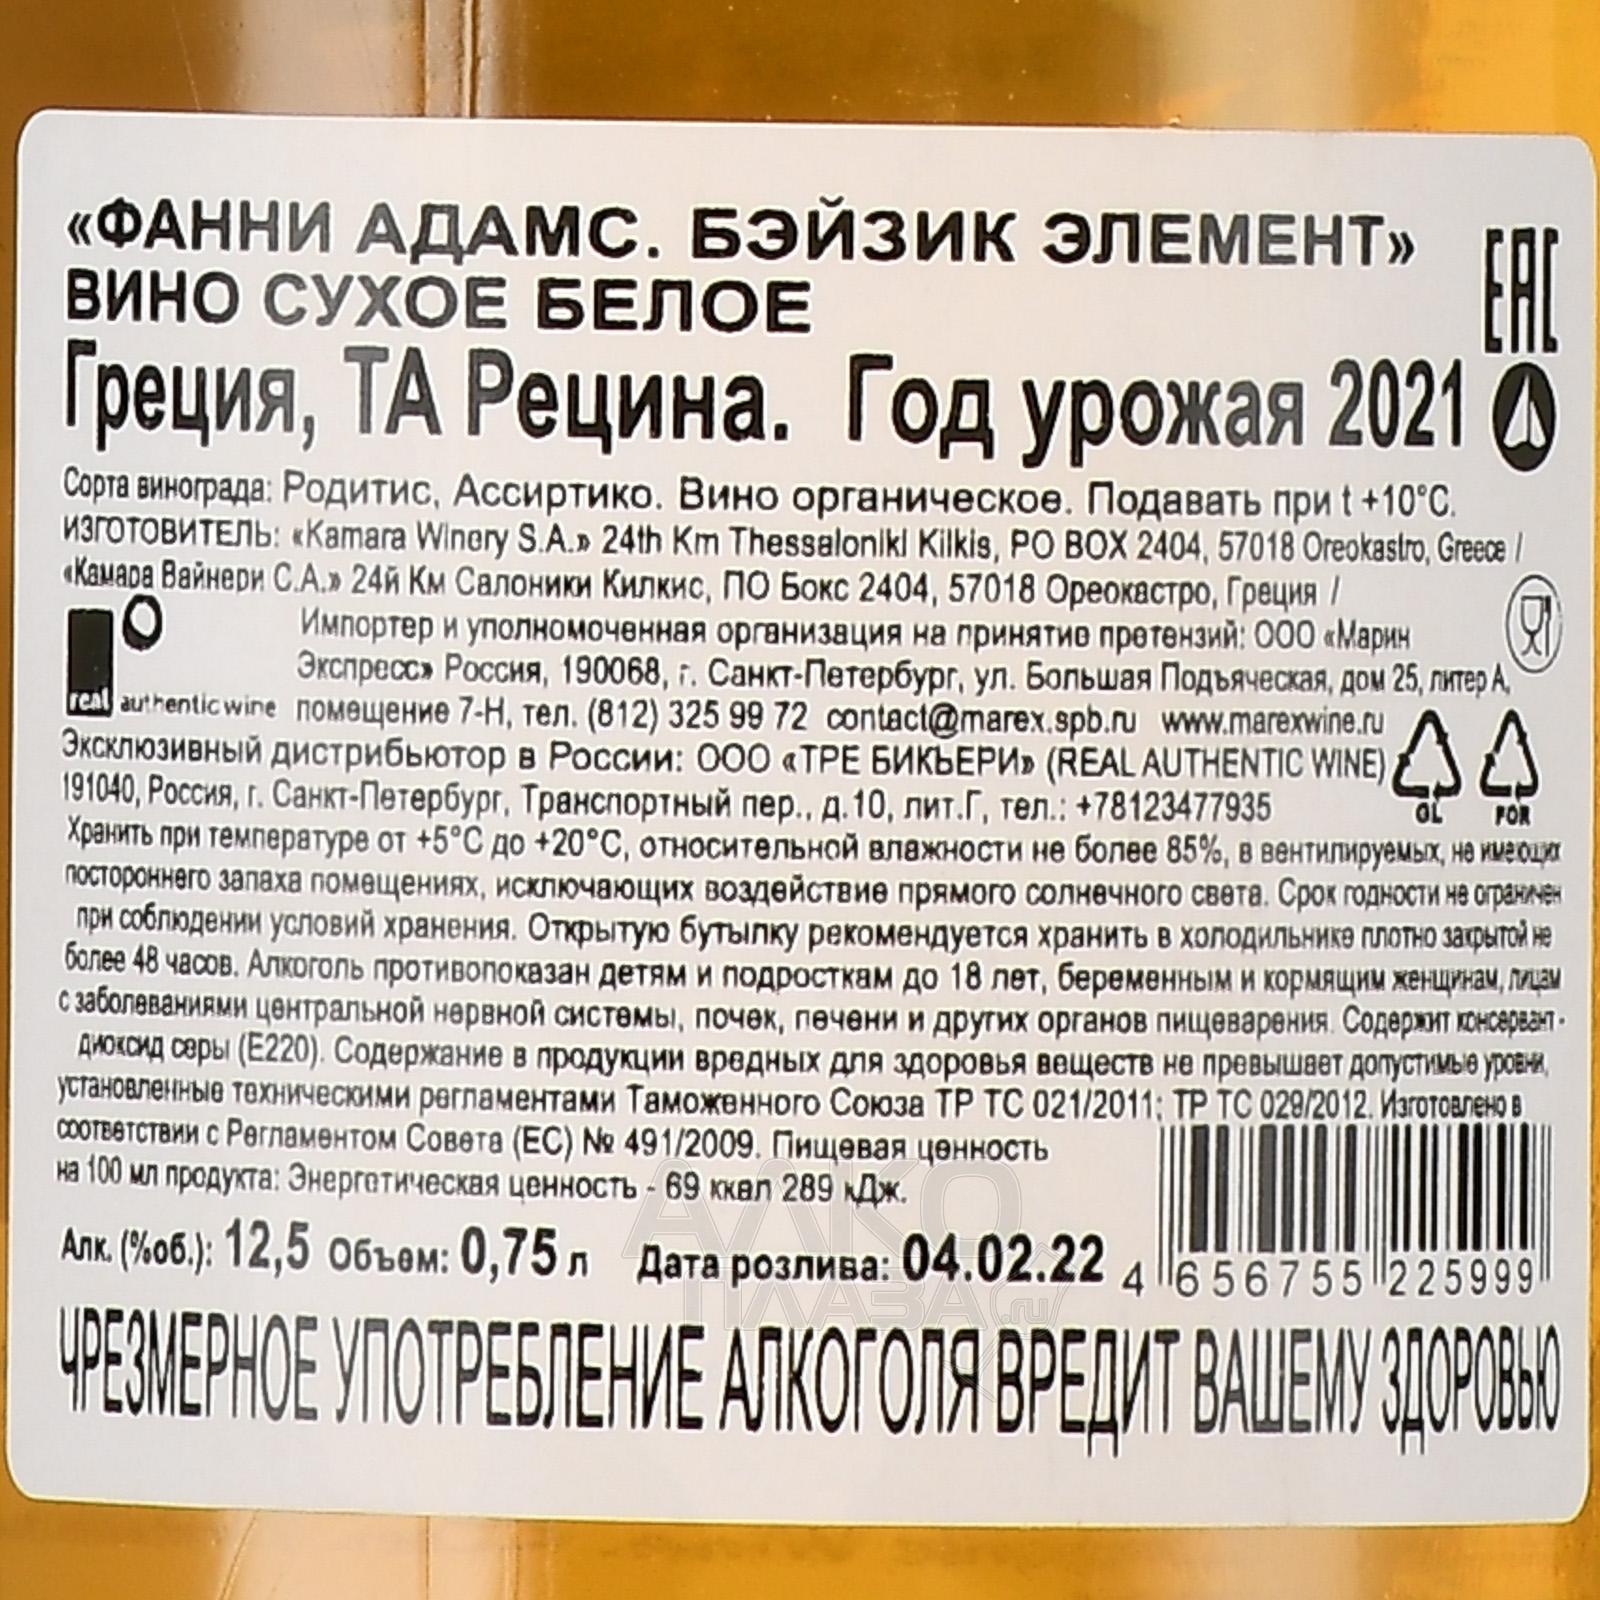 «ФАННИ АДАМС. БЭЙЗИК ЭЛЕМЕНТ»
ВИНО СУХОЕ БЕЛОЕ
Греция, ТА Рецина. Год урожая 2021
EAC
Сорта винограда: Родитис, Ассиртико. Вино органическое. Подавать при t +10°C.
ИЗГОТОВИТЕЛЬ: «Kamara Winery S.A.» 24th Km Thessaloniki Kilkis, PO BOX 2404, 57018 Oreokastro, Greece /
«Камара Вайнери С.А.» 24й Км Салоники Килкис, ПО Бокс 2404, 57018 Ореокастро, Греция /
Импортер и уполномоченная организация на принятие претензий: ООО «Марин
Экспресс» Россия, 190068, г. Санкт-Петербург, ул. Большая Подъяческая, дом 25, литер А,
real authentic wine
помещение 7-Н, тел. (812) 325 99 72 contact@marex.spb.ru www.marexwine.ru
Эксклюзивный дистрибьютор в России: ООО «ТРЕ БИКЬЕРИ» (REAL AUTHENTIC WINE)
191040, Россия, г. Санкт-Петербург, Транспортный пер., д.10, лит.Г, тел.: +78123477935
GL FOR
Хранить при температуре от +5°C до +20°C, относительной влажности не более 85%, в вентилируемых, не имеющих
постороннего запаха помещениях, исключающих воздействие прямого солнечного света. Срок годности не ограничен
при соблюдении условий хранения. Открытую бутылку рекомендуется хранить в холодильнике плотно закрытой не
более 48 часов. Алкоголь противопоказан детям и подросткам до 18 лет, беременным и кормящим женщинам, лицам
с заболеваниями центральной нервной системы, почек, печени и других органов пищеварения. Содержит консервант -
диоксид серы (E220). Содержание в продукции вредных для здоровья веществ не превышает допустимые уровни,
установленные техническими регламентами Таможенного Союза ТР ТС 021/2011; ТР ТС 029/2012. Изготовлено в
соответствии с Регламентом Совета (ЕС) № 491/2009. Пищевая ценность
на 100 мл продукта: Энергетическая ценность - 69 ккал 289 кДж.
Алк. (%об.): 12,5 Объем: 0,75 л Дата розлива: 04.02.22
4 656755 225999
АЛКО
ПЛАЗА.ru
ЧРЕЗМЕРНОЕ УПОТРЕБЛЕНИЕ АЛКОГОЛЯ ВРЕДИТ ВАШЕМУ ЗДОРОВЬЮ